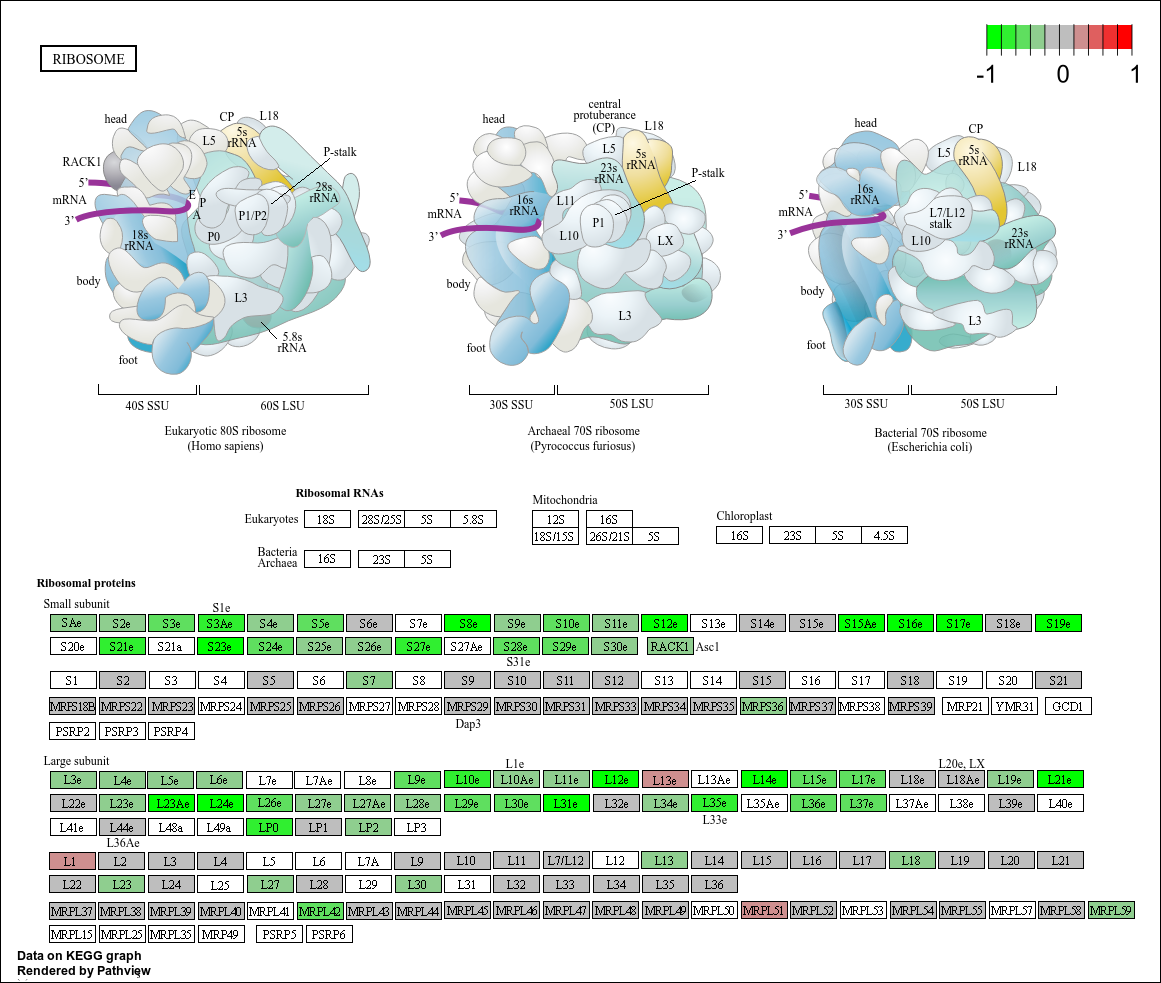 RIBOSOME
-1 0 1
head
CP
L18
L5
5s
rRNA
RACK1
P-stalk
5'
mRNA
3'
E
P
A
P1/P2
28s
rRNA
18s
rRNA
P0
body
L3
5.8s
rRNA
foot
40S SSU
60S LSU
Eukaryotic 80S ribosome
(Homo sapiens)
head
central
protuberance
(CP)
L18
L5
5s
rRNA
23s
rRNA
P-stalk
5'
mRNA
3'
16s
rRNA
L11
P1
L10
LX
body
L3
foot
30S SSU
50S LSU
Archaeal 70S ribosome
(Pyrococcus furiosus)
head
CP
L5
5s
rRNA
L18
5'
mRNA
3'
16s
rRNA
L7/L12
stalk
L10
23s
rRNA
body
L3
foot
30S SSU
50S LSU
Bacterial 70S ribosome
(Escherichia coli)
Ribosomal RNAs
Eukaryotes 18S 28S/25S 5S 5.8S
Bacteria
Archaea
16S 23S 5S
Mitochondria
12S 16S
18S/15S 26S/21S 5S
Chloroplast
16S 23S 5S 4.5S
Ribosomal proteins
Small subunit
S1e
SAe S2e S3e S3Ae S4e S5e S6e S7e S8e S9e S10e S11e S12e S13e S14e S15e S15Ae S16e S17e S18e S19e
S20e S21e S21a S23e S24e S25e S26e S27e S27Ae S28e S29e S30e RACK1 Asc1
S31e
S1 S2 S3 S4 S5 S6 S7 S8 S9 S10 S11 S12 S13 S14 S15 S16 S17 S18 S19 S20 S21
MRPS18B MRPS22 MRPS23 MRPS24 MRPS25 MRPS26 MRPS27 MRPS28 MRPS29 MRPS30 MRPS31 MRPS33 MRPS34 MRPS35 MRPS36 MRPS37 MRPS38 MRPS39 MRP21 YMR31 GCD1
Dap3
PSRP2 PSRP3 PSRP4
Large subunit
L1e
L20e, LX
L3e L4e L5e L6e L7e L7Ae L8e L9e L10e L10Ae L11e L12e L13e L13Ae L14e L15e L17e L18e L18Ae L19e L21e
L22e L23e L23Ae L24e L26e L27e L27Ae L28e L29e L30e L31e L32e L34e L35e L35Ae L36e L37e L37Ae L38e L39e L40e
L33e
L41e L44e L48a L49a LP0 LP1 LP2 LP3
L36Ae
L1 L2 L3 L4 L5 L6 L7A L9 L10 L11 L7/L12 L12 L13 L14 L15 L16 L17 L18 L19 L20 L21
L22 L23 L24 L25 L27 L28 L29 L30 L31 L32 L33 L34 L35 L36
MRPL37 MRPL38 MRPL39 MRPL40 MRPL41 MRPL42 MRPL43 MRPL44 MRPL45 MRPL46 MRPL47 MRPL48 MRPL49 MRPL50 MRPL51 MRPL52 MRPL53 MRPL54 MRPL55 MRPL57 MRPL58 MRPL59
MRPL15 MRPL25 MRPL35 MRP49 PSRP5 PSRP6
Data on KEGG graph
Rendered by Pathview